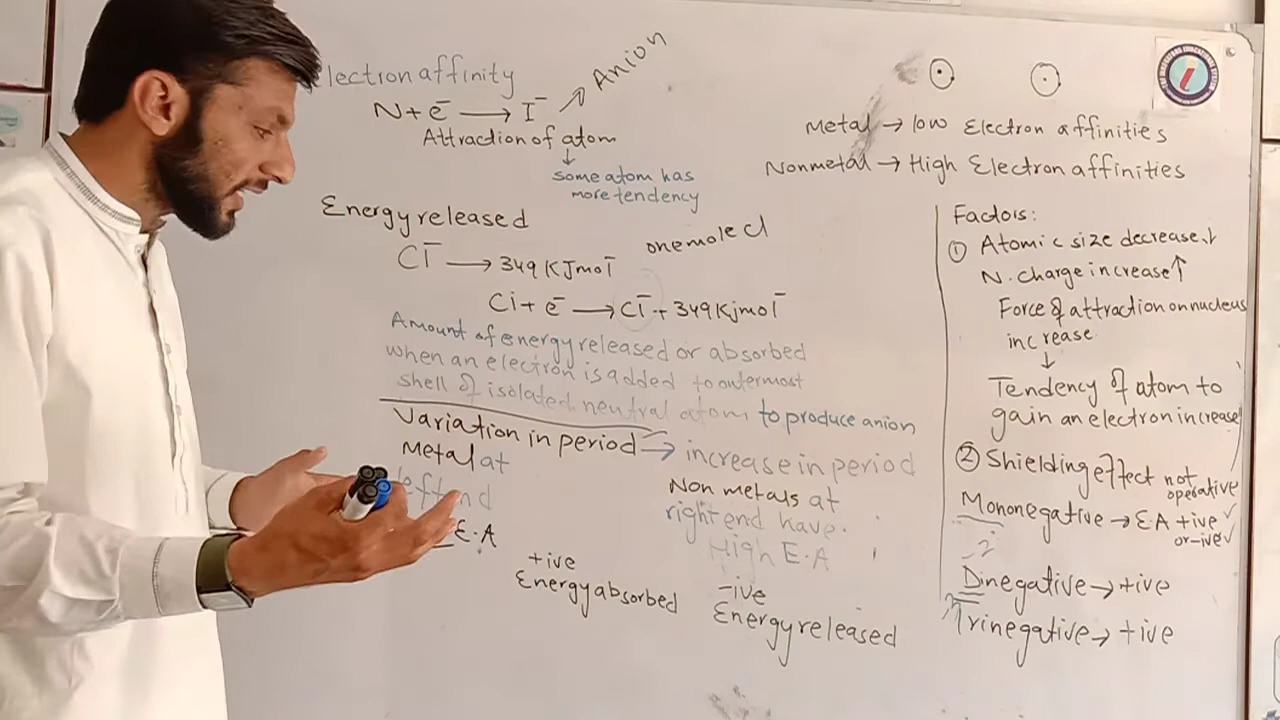 lectron affinity
N + e⁻ → I⁻ ↗ Anion
Attraction of atom
↓
some atom has
more tendency
Energy released
Cl⁻ → 349 KJmol⁻
one mole Cl
Ci + e⁻ → Cl⁻ + 349 Kjmol⁻
Amount of energy released or absorbed
when an electron is added to outermost
shell of isolated neutral atom to produce anion
Variation in period → increase in period
Metal at
left end
E.A
+ive
Energy absorbed
Non metals at
right end have
High E.A
-ive
Energy released
Metal → low Electron affinities
Nonmetal → High Electron affinities
Factors:
① Atomic size decrease↓
N. charge increase↑
Force of attraction on nucleus
increase
↓
Tendency of atom to
gain an electron increase
② Shielding effect not
operative
Mononegative → EA +ive ✓
or -ive ✓
-2
Dinegative → +ive
Trinegative → +ive